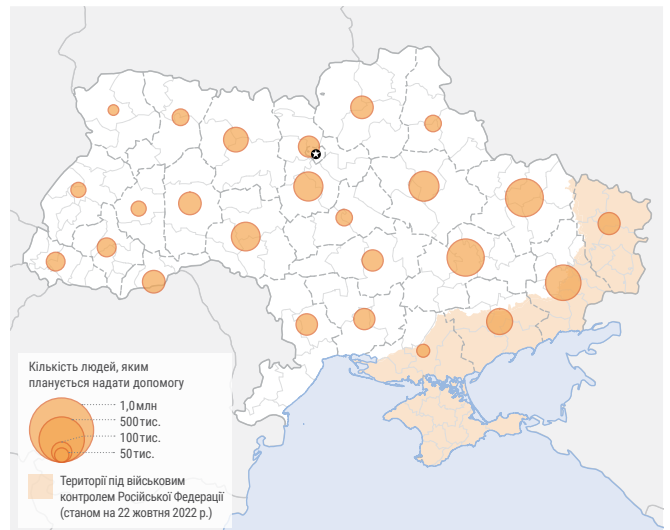 Кількість людей, яким
планується надати допомогу
1,0 млн
500 тис.
100 тис.
50 тис.
Території під військовим
контролем Російської Федерації
(станом на 22 жовтня 2022 р.)